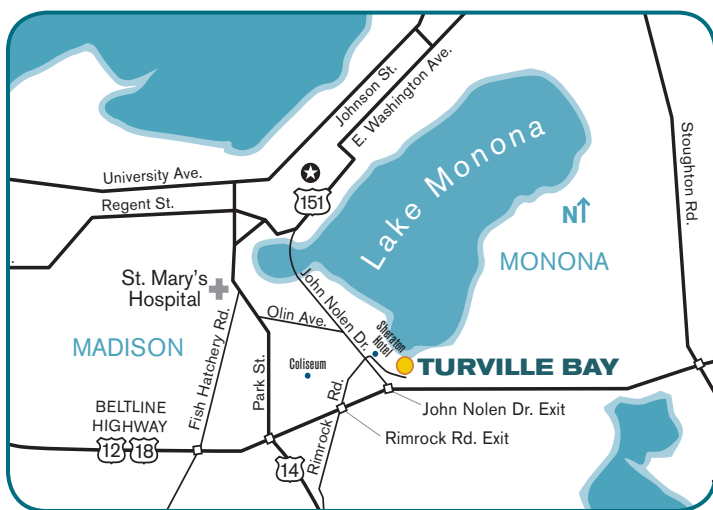 Johnson St.
E. Washington Ave.
University Ave.
151
Regent St.
Lake Monona
Stoughton Rd.
N
MONONA
St. Mary's
Hospital
John Nolen Dr.
Olin Ave.
Fish Hatchery Rd.
MADISON
Park St.
Coliseum
Sheraton
Hotel
TURVILLE BAY
Rimrock Rd.
John Nolen Dr. Exit
BELTLINE
HIGHWAY
Rimrock Rd. Exit
12
18
14